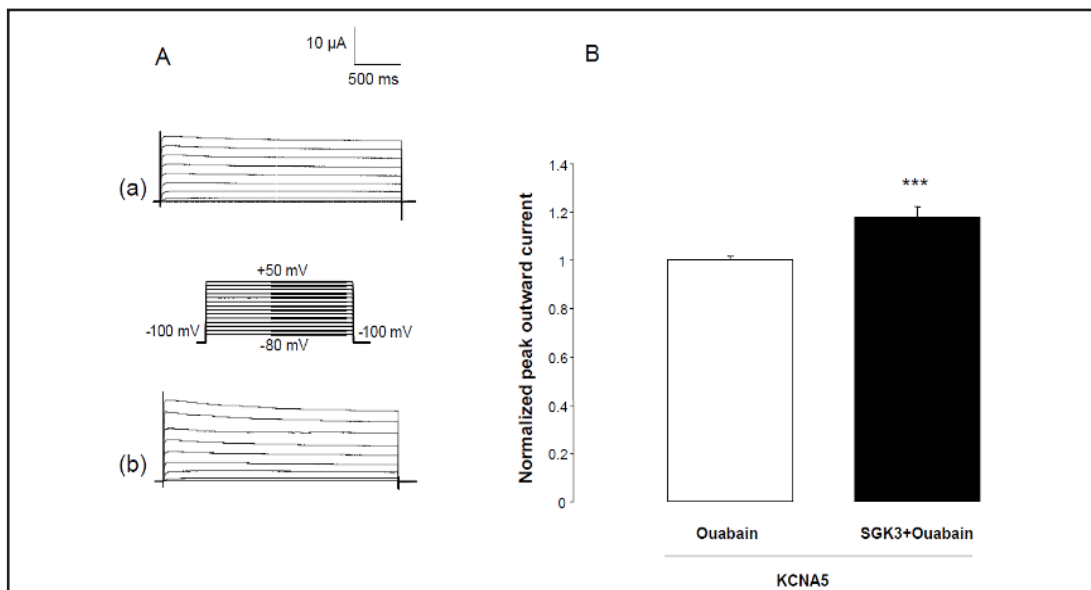 A
10 µA
500 ms
(a)
+50 mV
-100 mV
-100 mV
-80 mV
(b)
B
Normalized peak outward current
1.4
1.2
1
0.8
0.6
0.4
0.2
0
***
Ouabain
SGK3+Ouabain
KCNA5